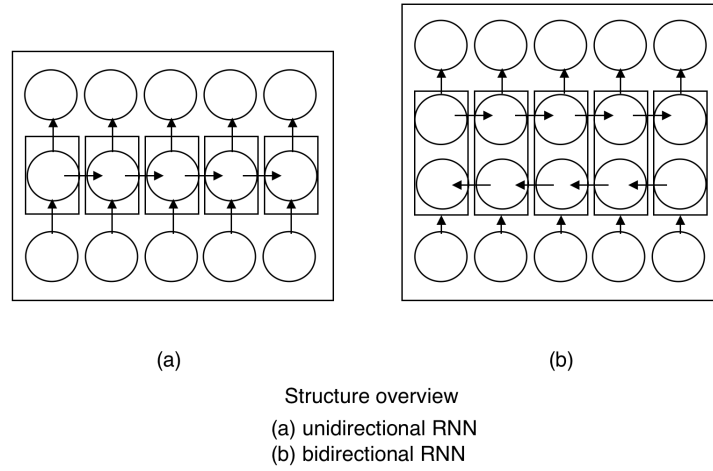 (a)
(b)
Structure overview
(a) unidirectional RNN
(b) bidirectional RNN